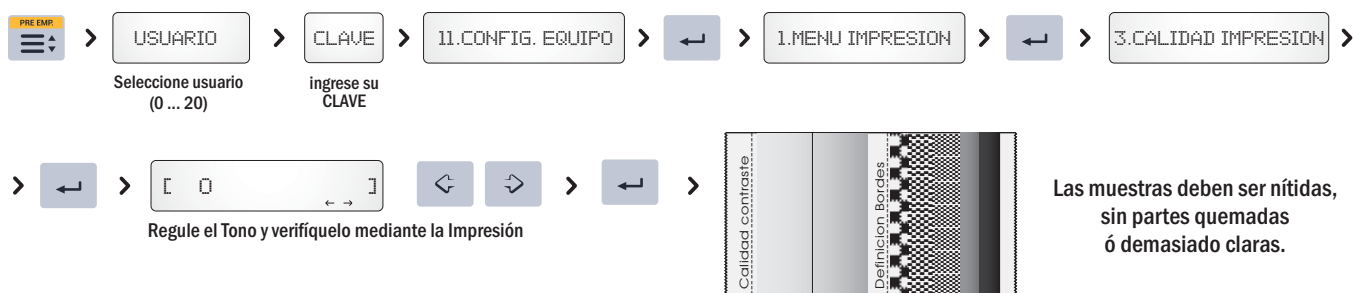 PRE EMP.
USUARIO
CLAVE
11.CONFIG. EQUIPO
1.MENU IMPRESION
3.CALIDAD IMPRESION
Seleccione usuario
(0 ... 20)
ingrese su
CLAVE
[ 0 ]
← →
Regule el Tono y verifíquelo mediante la Impresión
Calidad contraste
Definicion Bordes
Las muestras deben ser nítidas,
sin partes quemadas
ó demasiado claras.